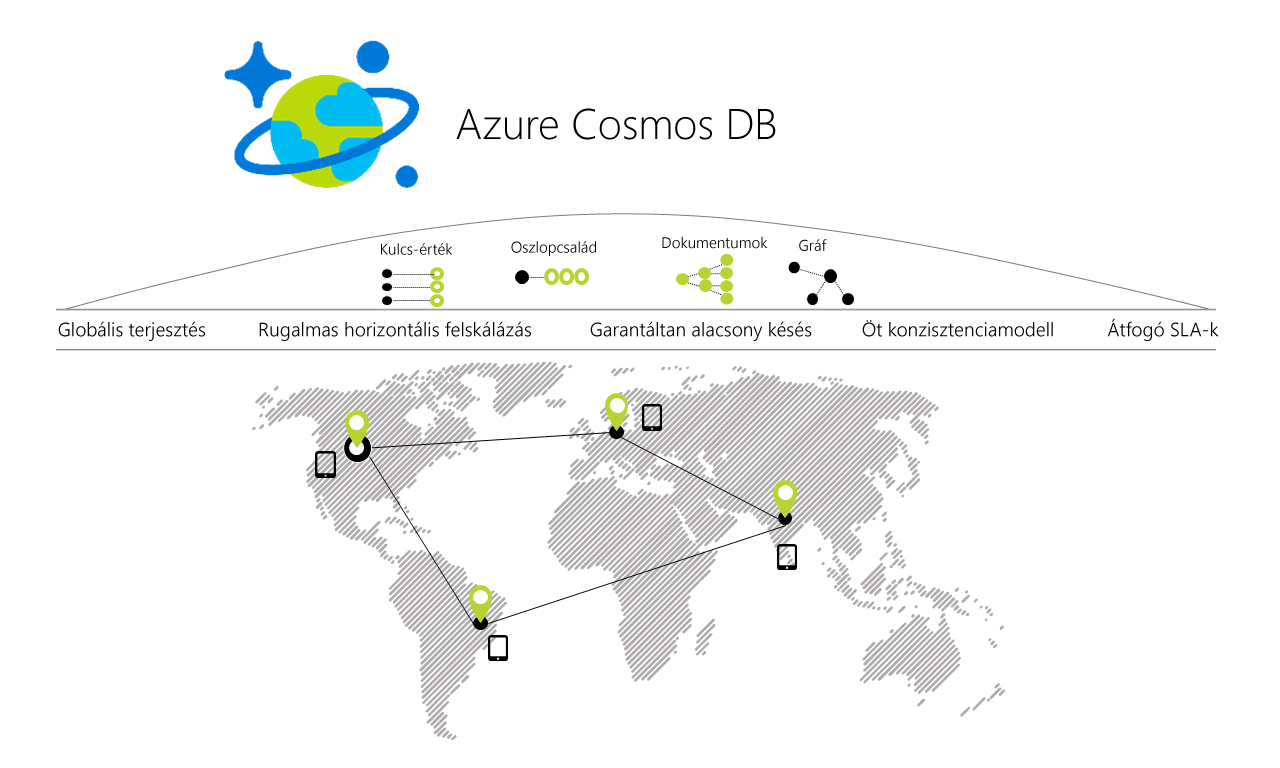 Azure Cosmos DB
Kulcs-érték
Oszlopcsalád
Dokumentumok
Gráf
Globális terjesztés
Rugalmas horizontális felskálázás
Garantáltan alacsony késés
Öt konzisztenciamodell
Átfogó SLA-k